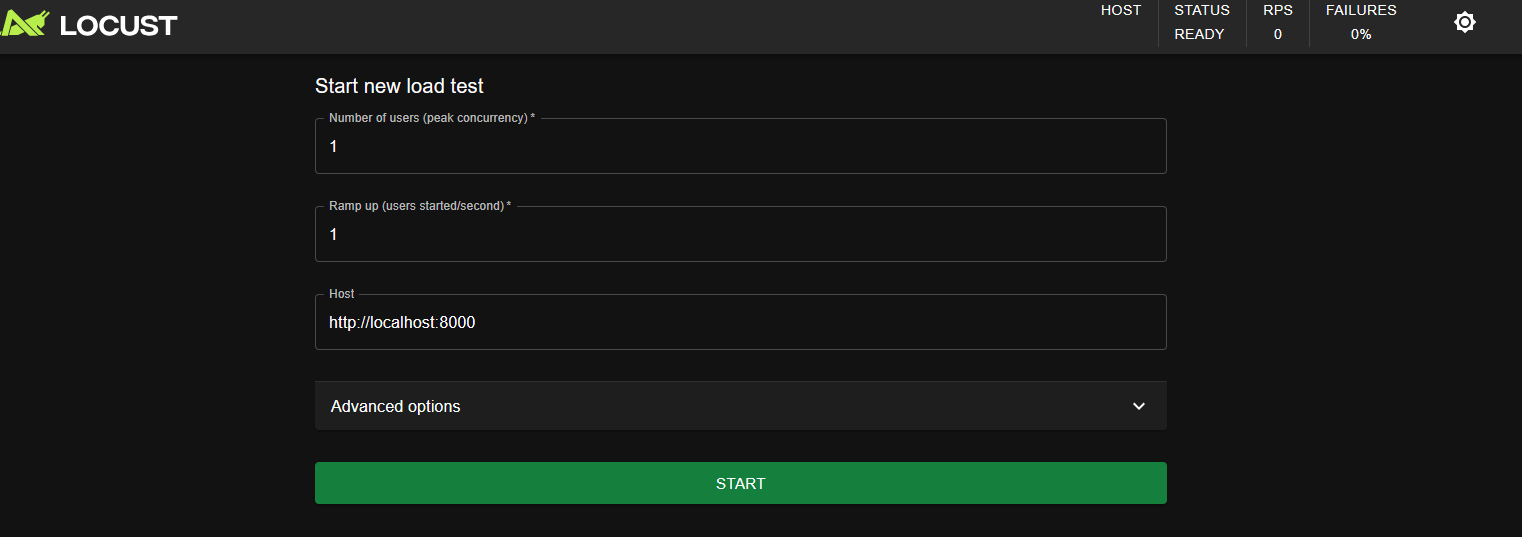 LOCUST
HOST
STATUS
READY
RPS
0
FAILURES
0%
Start new load test
Number of users (peak concurrency) *
1
Ramp up (users started/second) *
1
Host
http://localhost:8000
Advanced options
START